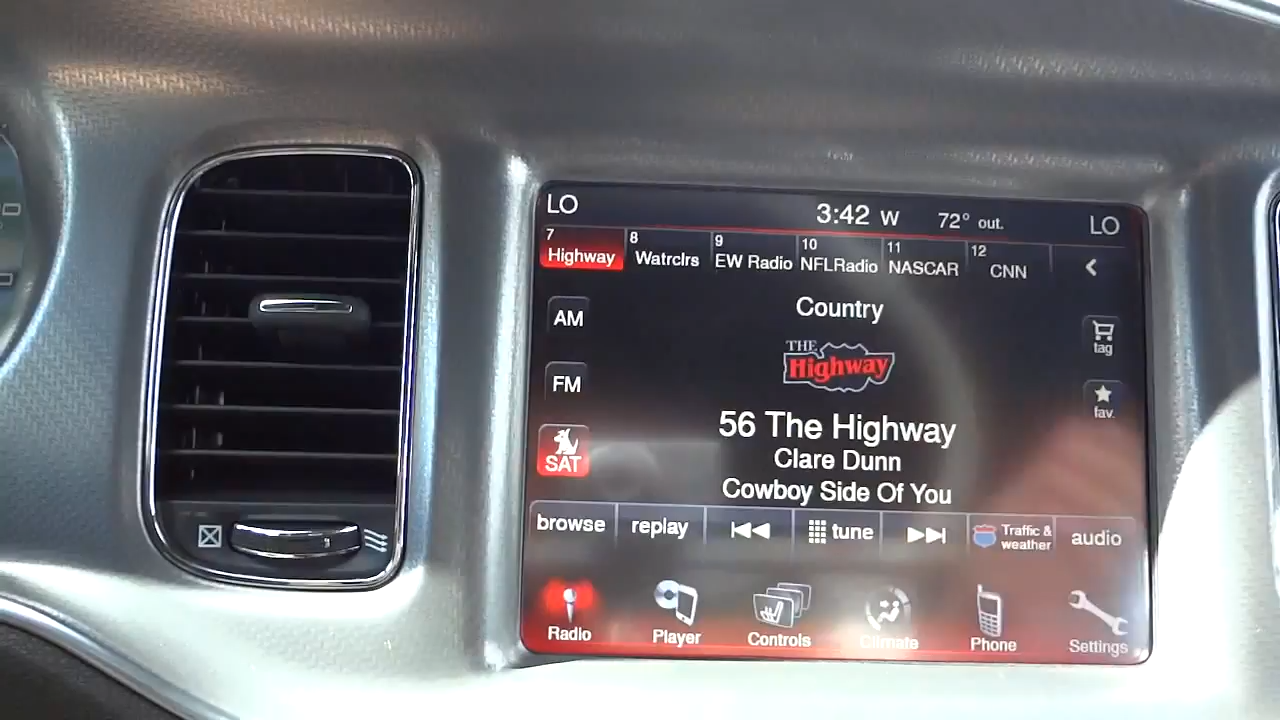 LO 3:42 W 72° out. LO
7 8 9 10 11 12
Highway Watrclrs EW Radio NFLRadio NASCAR CNN
Country
AM
THE
Highway
tag
FM
fav.
56 The Highway
SAT
Clare Dunn
Cowboy Side Of You
browse replay tune Traffic & weather audio
Radio Player Controls Climate Phone Settings